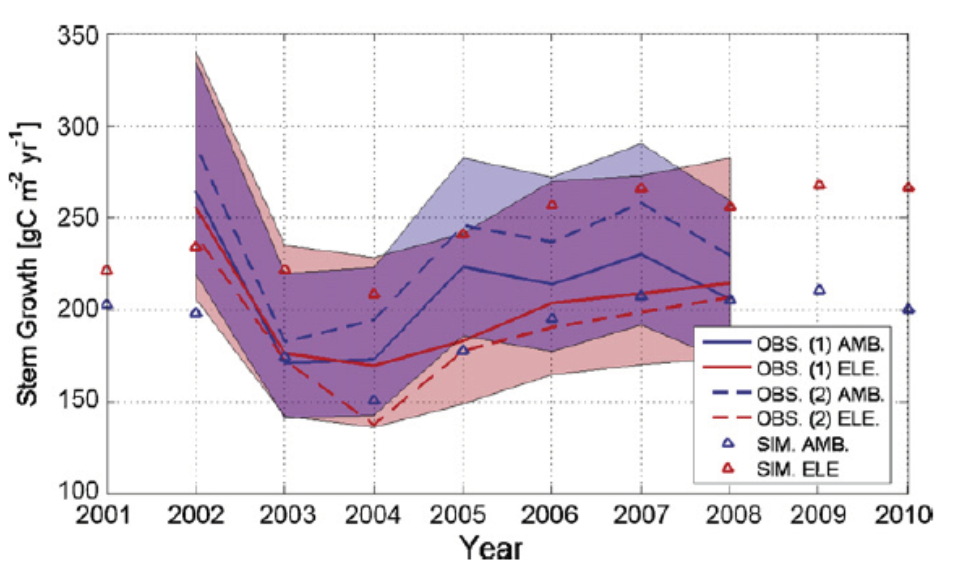 350
300
250
200
150
100
Stem Growth [gC m² yr⁻¹]
2001 2002 2003 2004 2005 2006 2007 2008 2009 2010
Year
OBS. (1) AMB.
OBS. (1) ELE.
OBS. (2) AMB.
OBS. (2) ELE.
SIM. AMB.
SIM. ELE